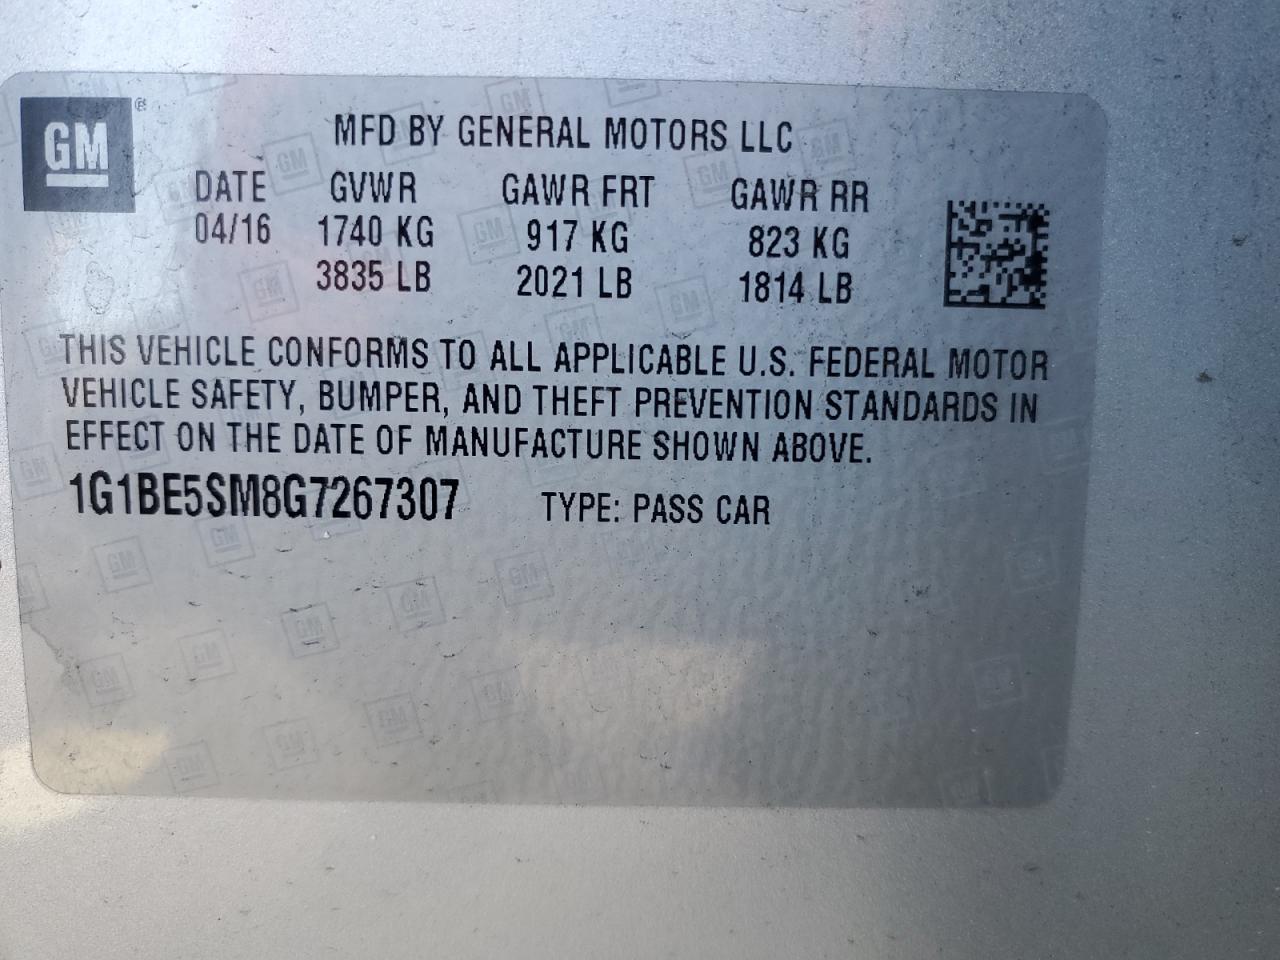 GM®
MFD BY GENERAL MOTORS LLC
DATE GVWR GAWR FRT GAWR RR
04/16 1740 KG 917 KG 823 KG
3835 LB 2021 LB 1814 LB
THIS VEHICLE CONFORMS TO ALL APPLICABLE U.S. FEDERAL MOTOR
VEHICLE SAFETY, BUMPER, AND THEFT PREVENTION STANDARDS IN
EFFECT ON THE DATE OF MANUFACTURE SHOWN ABOVE.
1G1BE5SM8G7267307 TYPE: PASS CAR